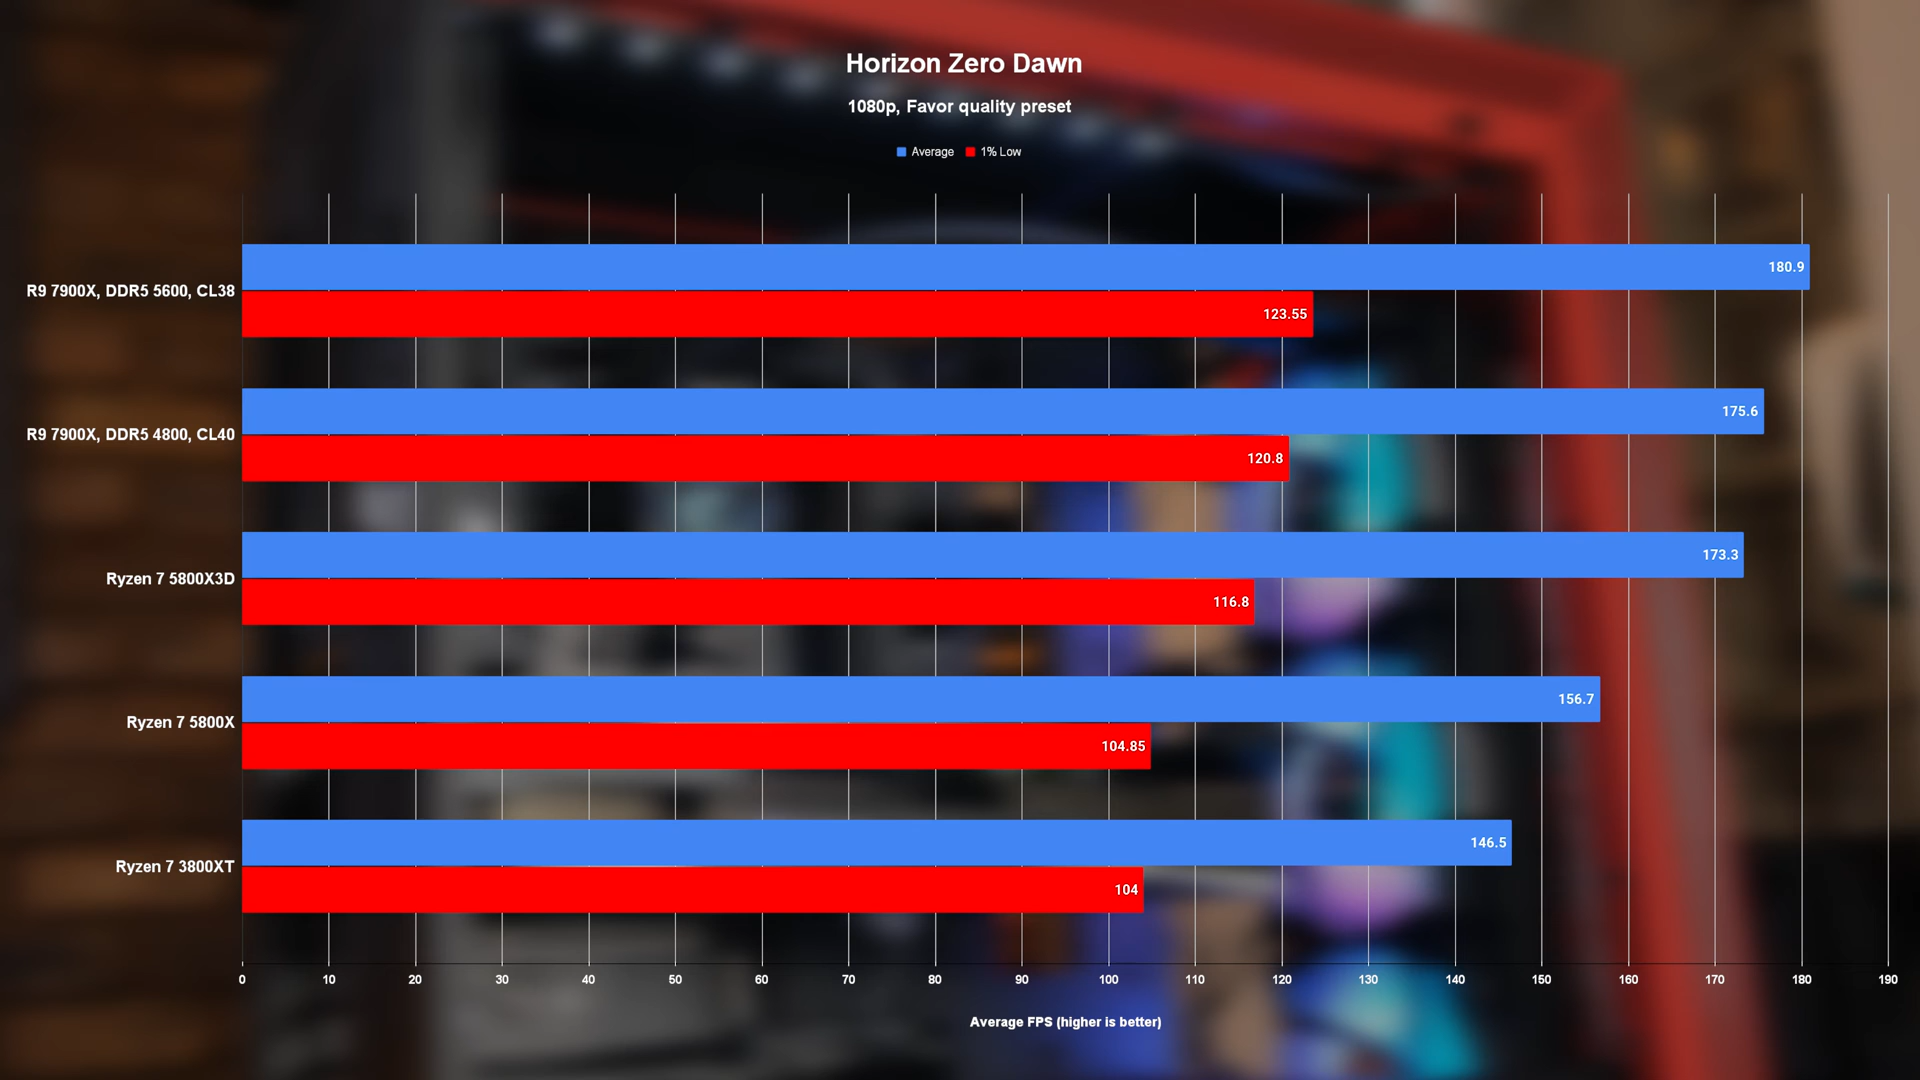 Horizon Zero Dawn
1080p, Favor quality preset
Average 1% Low
R9 7900X, DDR5 5600, CL38
180.9
123.55
R9 7900X, DDR5 4800, CL40
175.6
120.8
Ryzen 7 5800X3D
173.3
116.8
Ryzen 7 5800X
156.7
104.85
Ryzen 7 3800XT
146.5
104
0 10 20 30 40 50 60 70 80 90 100 110 120 130 140 150 160 170 180 190
Average FPS (higher is better)